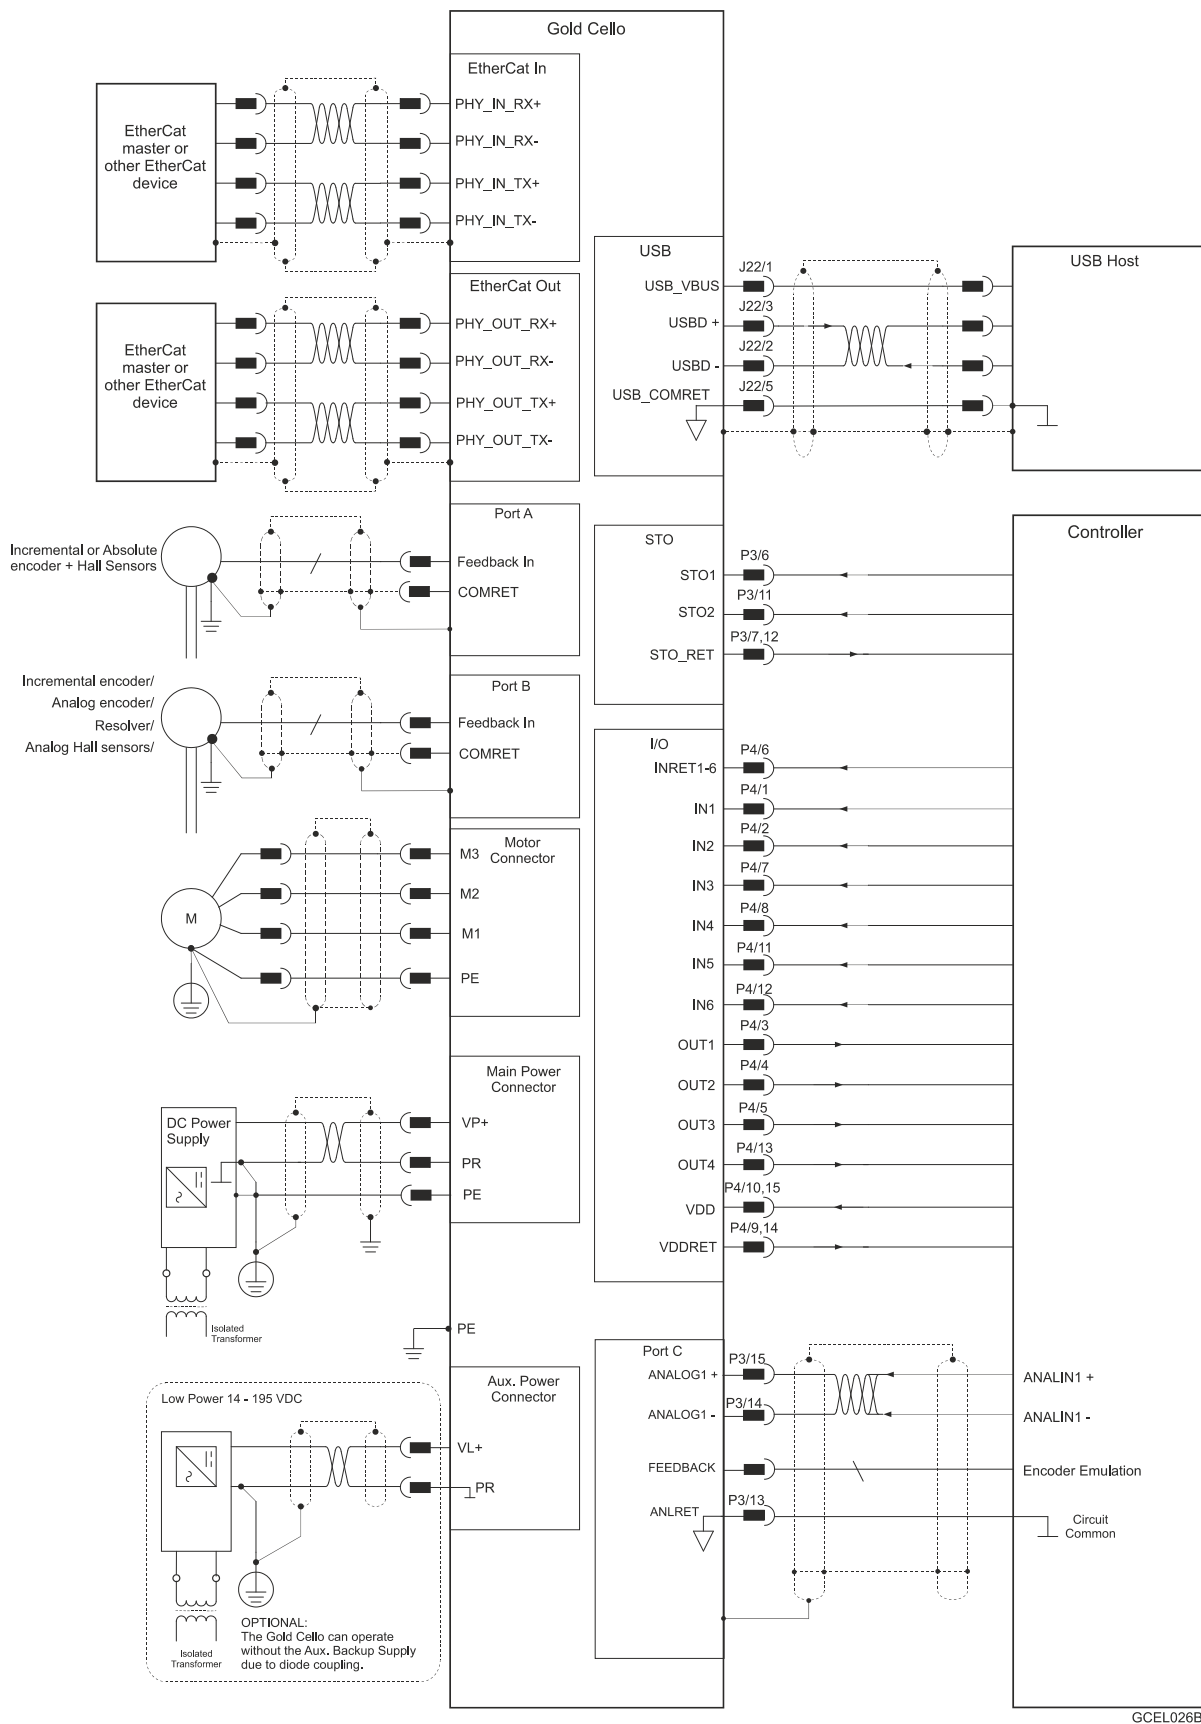 Gold Cello
EtherCat In
EtherCat
master or
other EtherCat
device
PHY_IN_RX+
PHY_IN_RX-
PHY_IN_TX+
PHY_IN_TX-
EtherCat Out
EtherCat
master or
other EtherCat
device
PHY_OUT_RX+
PHY_OUT_RX-
PHY_OUT_TX+
PHY_OUT_TX-
USB
USB_VBUS
J22/1
USBD +
J22/3
USBD -
J22/2
USB_COMRET
J22/5
USB Host
Port A
Incremental or Absolute
encoder + Hall Sensors
Feedback In
COMRET
Port B
Incremental encoder/
Analog encoder/
Resolver/
Analog Hall sensors/
Feedback In
COMRET
STO
STO1
P3/6
STO2
P3/11
STO_RET
P3/7,12
Controller
Motor
Connector
M
M3
M2
M1
PE
I/O
INRET1-6
P4/6
IN1
P4/1
IN2
P4/2
IN3
P4/7
IN4
P4/8
IN5
P4/11
IN6
P4/12
OUT1
P4/3
OUT2
P4/4
OUT3
P4/5
OUT4
P4/13
VDD
P4/10,15
VDDRET
P4/9,14
Main Power
Connector
DC Power
Supply
VP+
PR
PE
Isolated
Transformer
PE
Aux. Power
Connector
Low Power 14 - 195 VDC
VL+
PR
Isolated
Transformer
OPTIONAL:
The Gold Cello can operate
without the Aux. Backup Supply
due to diode coupling.
Port C
ANALOG1 +
P3/15
ANALIN1 +
ANALOG1 -
P3/14
ANALIN1 -
FEEDBACK
Encoder Emulation
ANLRET
P3/13
Circuit
Common
GCEL026B